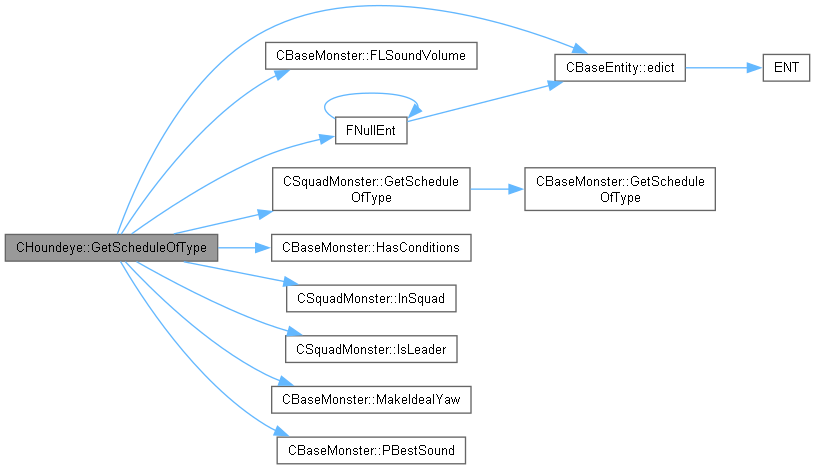 CBaseMonster::FLSoundVolume
CBaseEntity::edict
ENT
FNullEnt
CSquadMonster::GetSchedule
OfType
CBaseMonster::GetSchedule
OfType
CHoundeye::GetScheduleOfType
CBaseMonster::HasConditions
CSquadMonster::InSquad
CSquadMonster::IsLeader
CBaseMonster::MakeIdealYaw
CBaseMonster::PBestSound